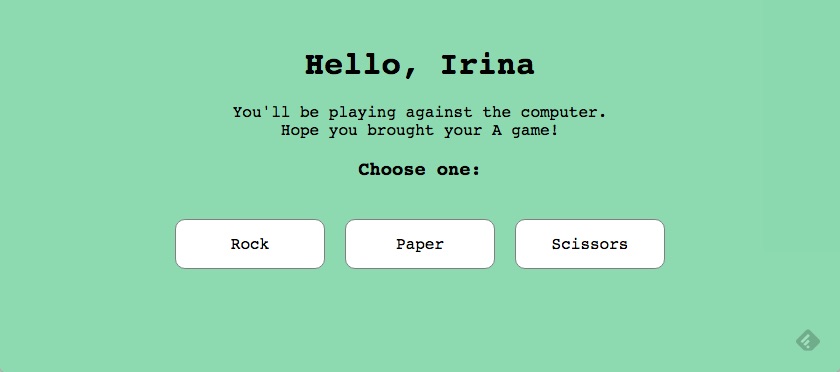 Hello, Irina
You'll be playing against the computer.
Hope you brought your A game!
Choose one:
Rock Paper Scissors